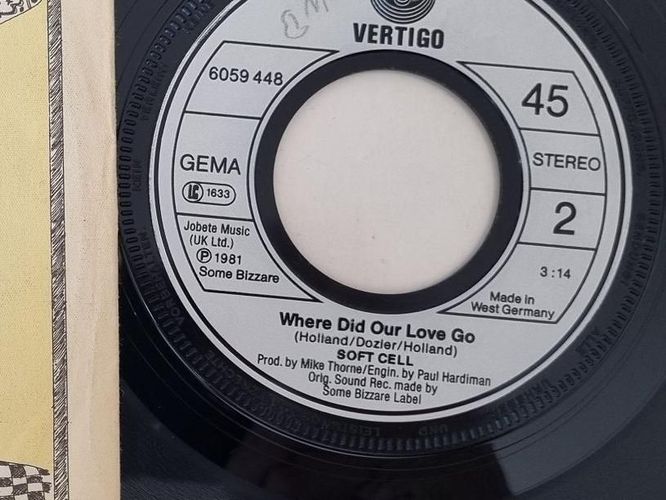 VERTIGO
6059 448
45
GEMA
STEREO
LC 1633
2
Jobete Music
(UK Ltd.)
Ⓟ 1981
Some Bizzare
3:14
Made in
West Germany
Where Did Our Love Go
(Holland/Dozier/Holland)
SOFT CELL
Prod. by Mike Thorne/Engin. by Paul Hardiman
Orig. Sound Rec. made by
Some Bizzare Label